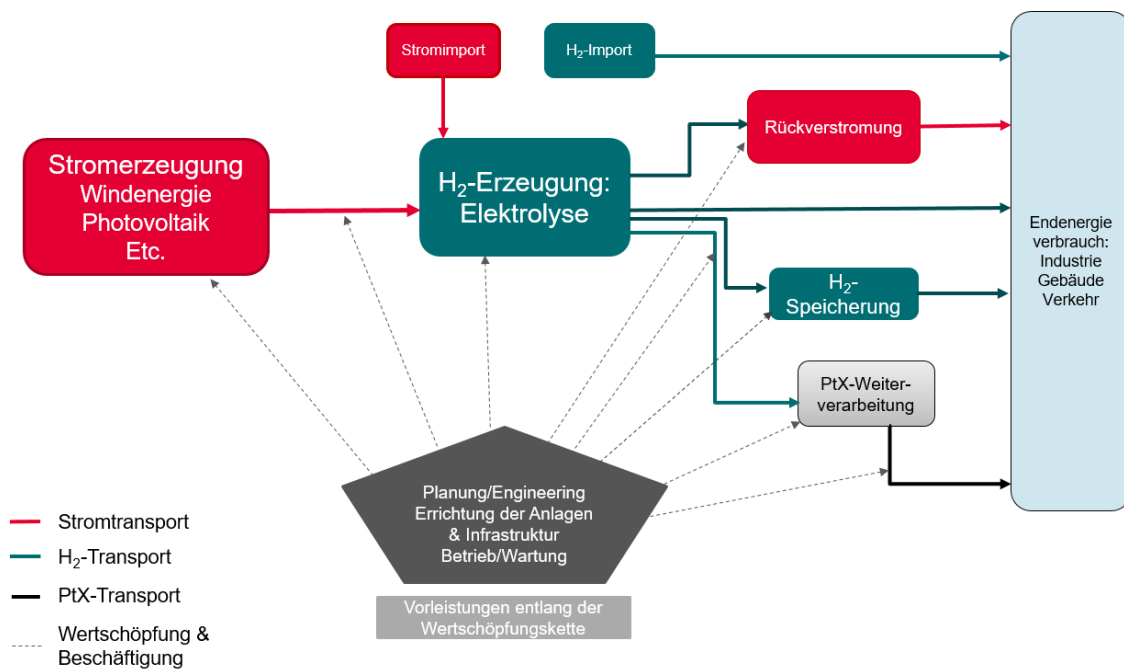 Stromimport
H₂-Import
Rückverstromung
Stromerzeugung
Windenergie
Photovoltaik
Etc.
H₂-Erzeugung:
Elektrolyse
Endenergie
verbrauch:
Industrie
Gebäude
Verkehr
H₂-
Speicherung
PtX-Weiter-
verarbeitung
Planung/Engineering
Errichtung der Anlagen
& Infrastruktur
Betrieb/Wartung
Vorleistungen entlang der
Wertschöpfungskette
Stromtransport
H₂-Transport
PtX-Transport
Wertschöpfung &
Beschäftigung